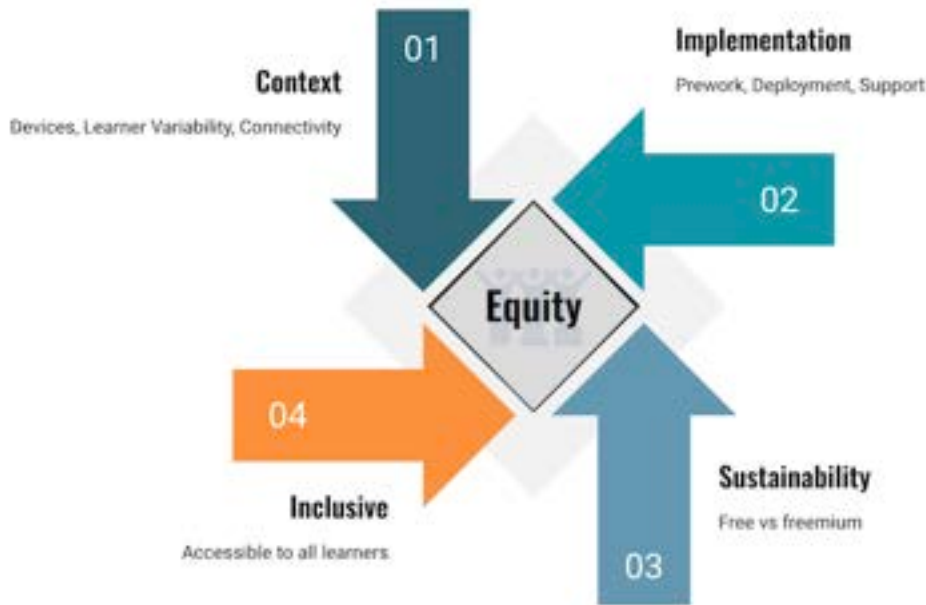 01
Context
Devices, Learner Variability, Connectivity
Implementation
Prework, Deployment, Support
02
Equity
04
Inclusive
Accessible to all learners
Sustainability
Free vs freemium
03